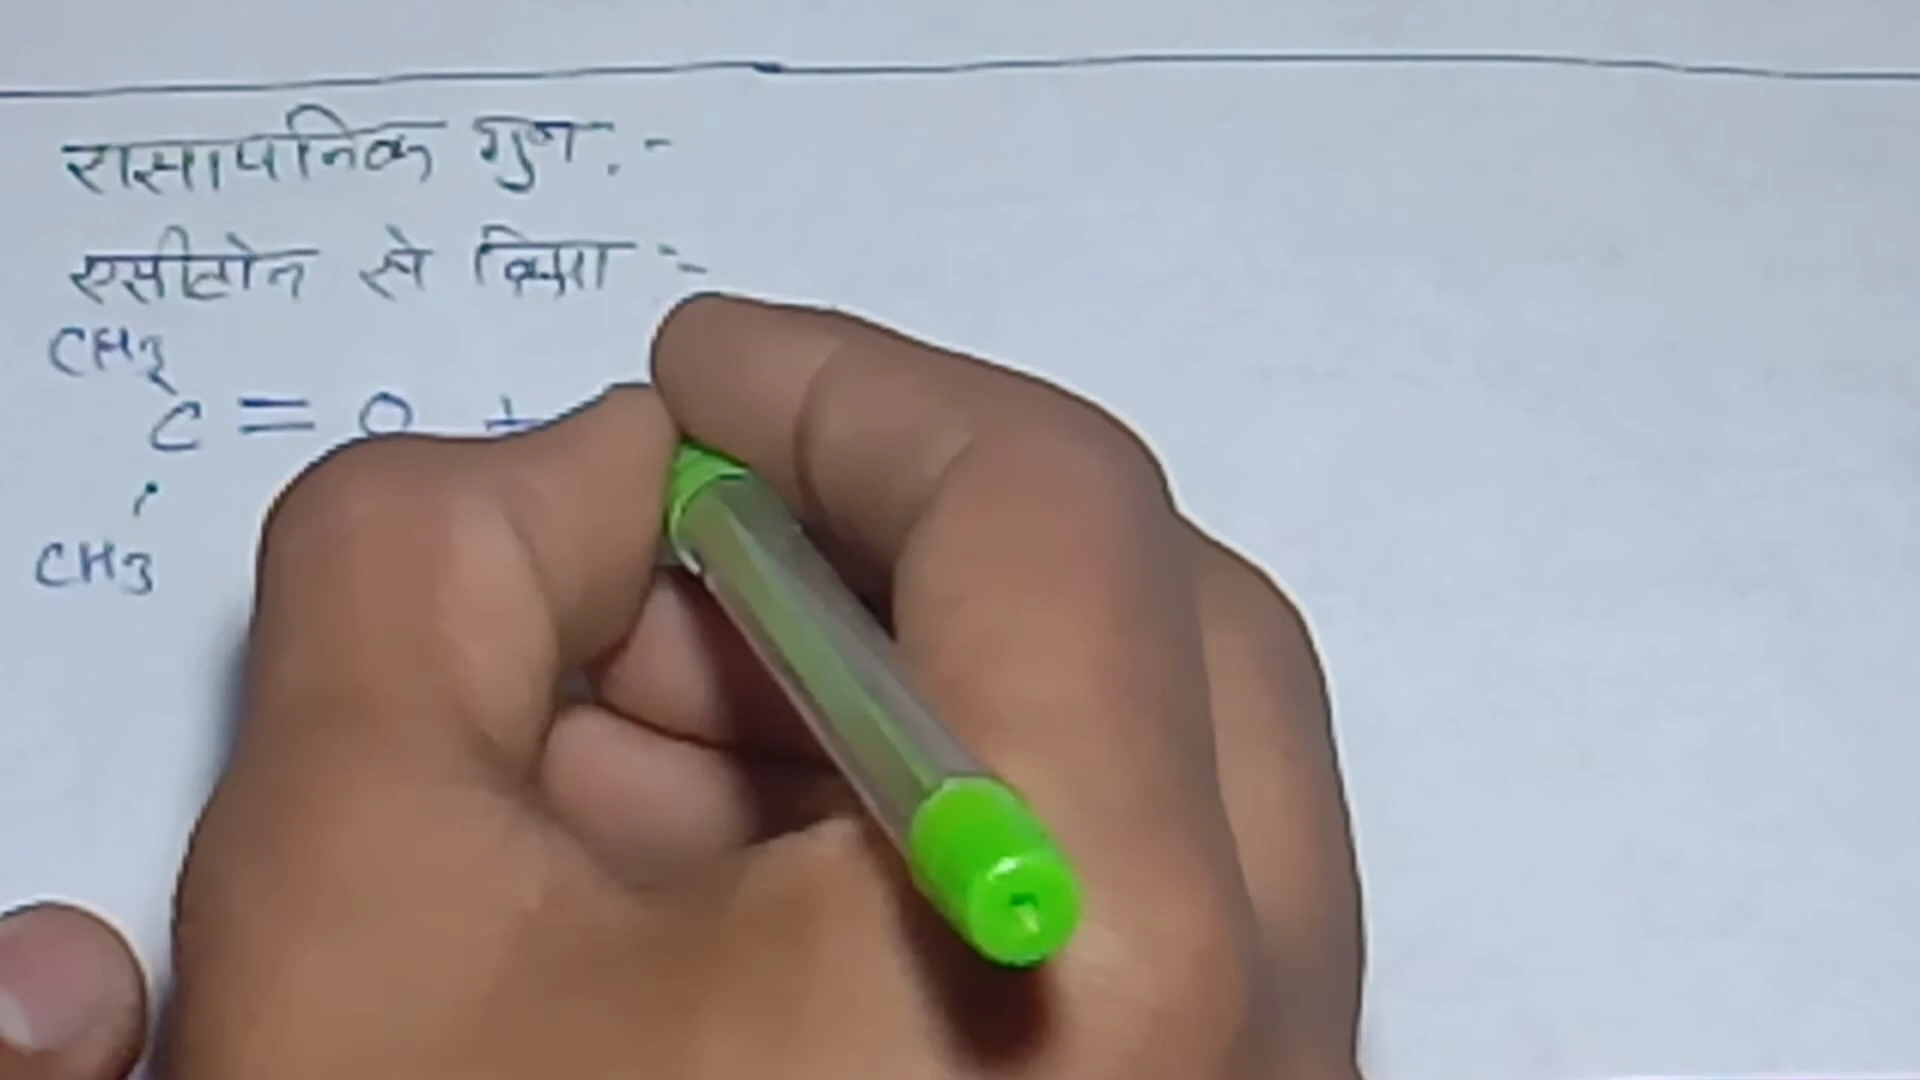 रासायनिक गुण :-
एसीटोन से क्रिया :-
CH3
C = O +
CH3